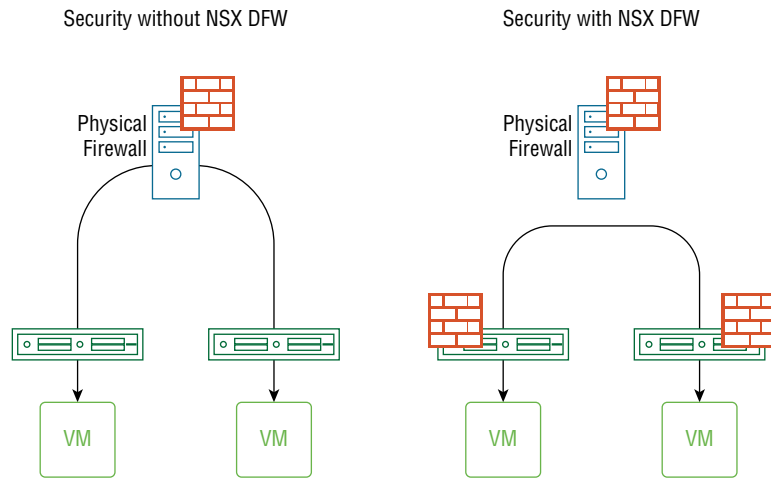 Security without NSX DFW
Security with NSX DFW
Physical
Firewall
Physical
Firewall
VM
VM
VM
VM